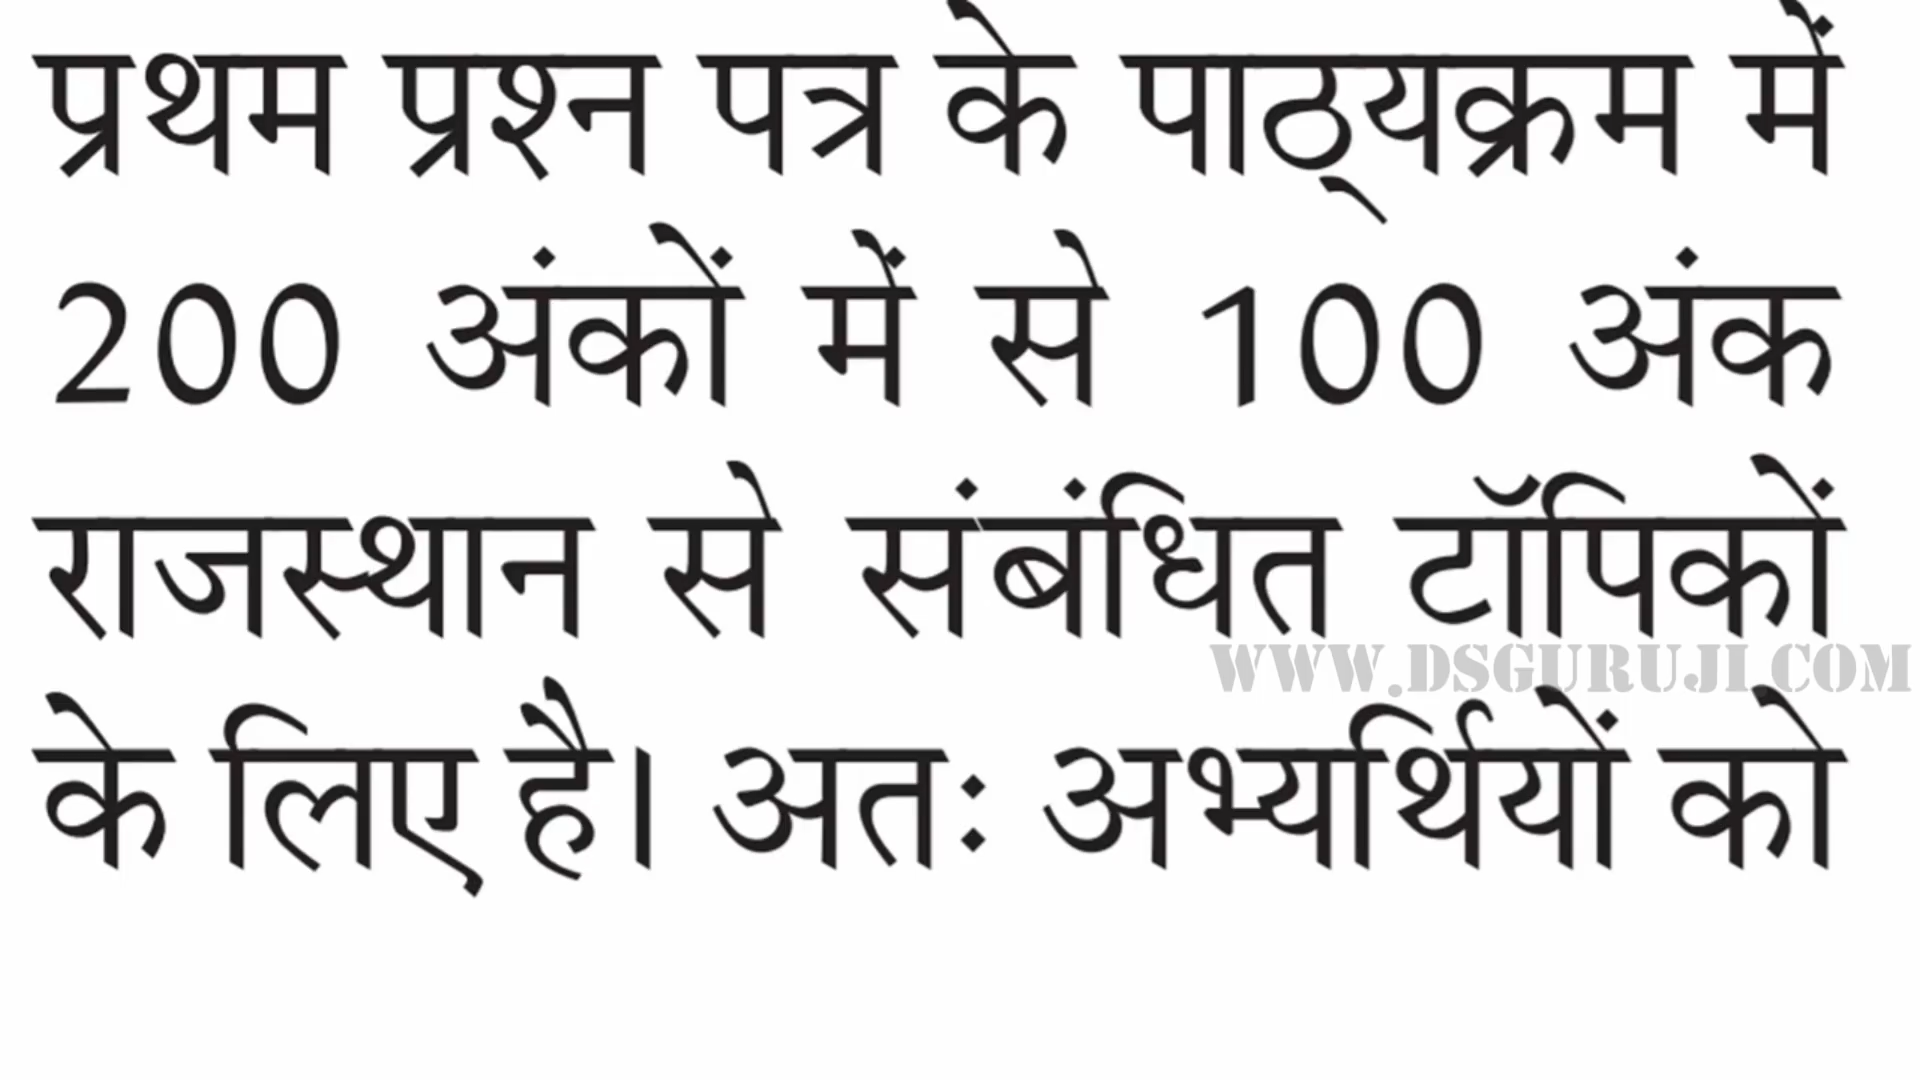 प्रथम प्रश्न पत्र के पाठ्यक्रम में
200 अंकों में से 100 अंक
राजस्थान से संबंधित टॉपिकों
WWW.DSGURUJI.COM
के लिए है। अतः अभ्यर्थियों को